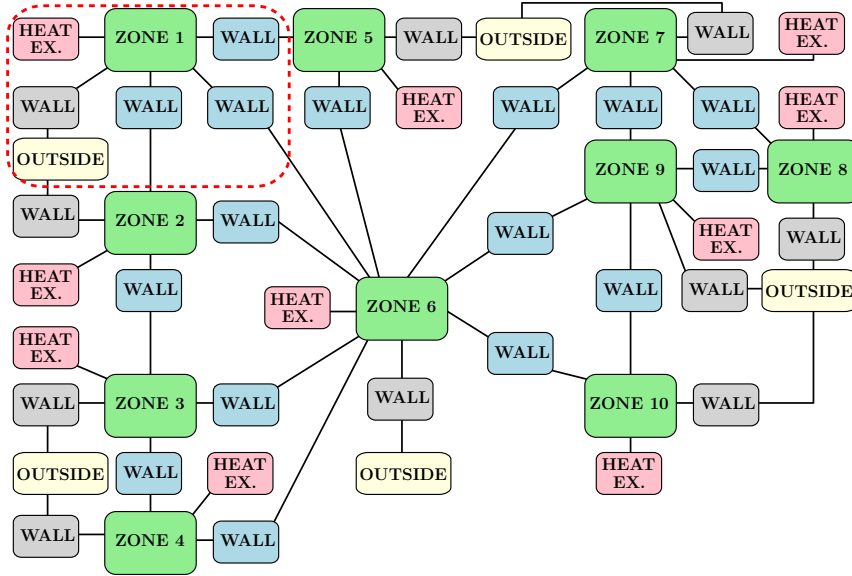 HEAT
EX.
ZONE 1
WALL
ZONE 5
WALL
OUTSIDE
ZONE 7
WALL
HEAT
EX.
WALL
WALL
WALL
WALL
HEAT
EX.
WALL
WALL
WALL
HEAT
EX.
OUTSIDE
ZONE 9
WALL
ZONE 8
WALL
ZONE 2
WALL
WALL
HEAT
EX.
WALL
HEAT
EX.
WALL
HEAT
EX.
ZONE 6
WALL
WALL
OUTSIDE
HEAT
EX.
WALL
WALL
ZONE 3
WALL
WALL
ZONE 10
WALL
OUTSIDE
WALL
HEAT
EX.
OUTSIDE
HEAT
EX.
WALL
ZONE 4
WALL